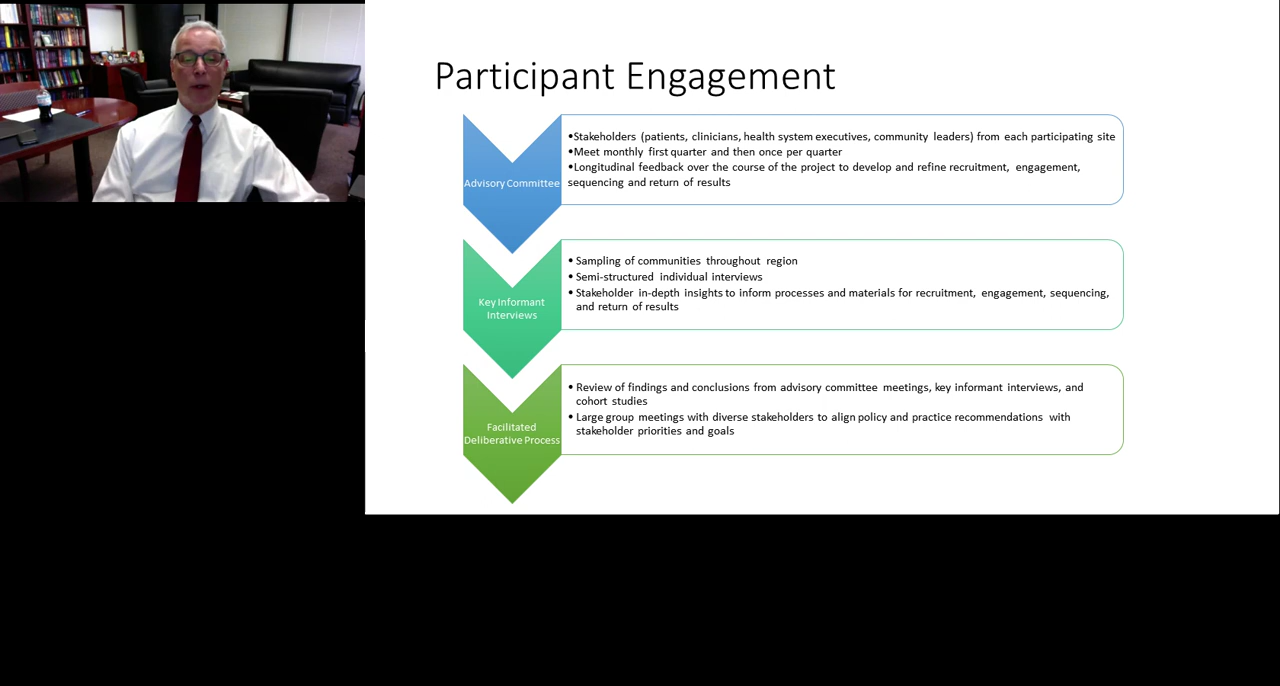 Participant Engagement
Advisory Committee
•Stakeholders (patients, clinicians, health system executives, community leaders) from each participating site
•Meet monthly first quarter and then once per quarter
•Longitudinal feedback over the course of the project to develop and refine recruitment, engagement,
sequencing and return of results
Key Informant
Interviews
• Sampling of communities throughout region
• Semi-structured individual interviews
• Stakeholder in-depth insights to inform processes and materials for recruitment, engagement, sequencing,
and return of results
Facilitated
Deliberative Process
• Review of findings and conclusions from advisory committee meetings, key informant interviews, and
cohort studies
• Large group meetings with diverse stakeholders to align policy and practice recommendations with
stakeholder priorities and goals